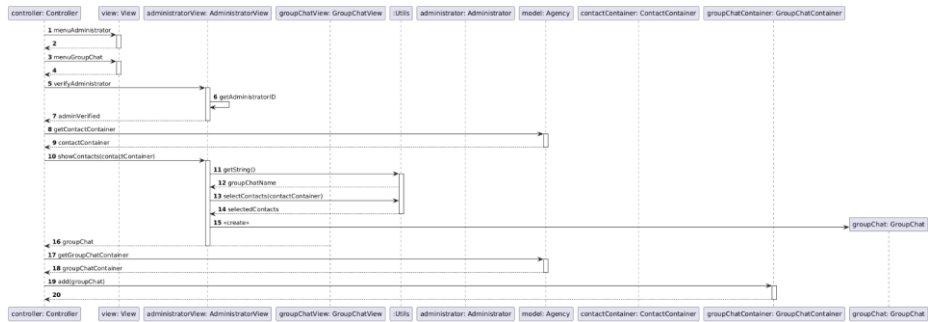 controller: Controller
view: View
administratorView: AdministratorView
groupChatView: GroupChatView
:Utils
administrator: Administrator
model: Agency
contactContainer: ContactContainer
groupChatContainer: GroupChatContainer
1 menuAdministrator
2
3 menuGroupChat
4
5 verifyAdministrator
6 getAdministratorID
7 adminVerified
8 getContactContainer
9 contactContainer
10 showContacts(contactContainer)
11 getString()
12 groupChatName
13 selectContacts(contactContainer)
14 selectedContacts
15 «create»
groupChat: GroupChat
16 groupChat
17 getGroupChatContainer
18 groupChatContainer
19 add(groupChat)
20
controller: Controller
view: View
administratorView: AdministratorView
groupChatView: GroupChatView
:Utils
administrator: Administrator
model: Agency
contactContainer: ContactContainer
groupChatContainer: GroupChatContainer
groupChat: GroupChat